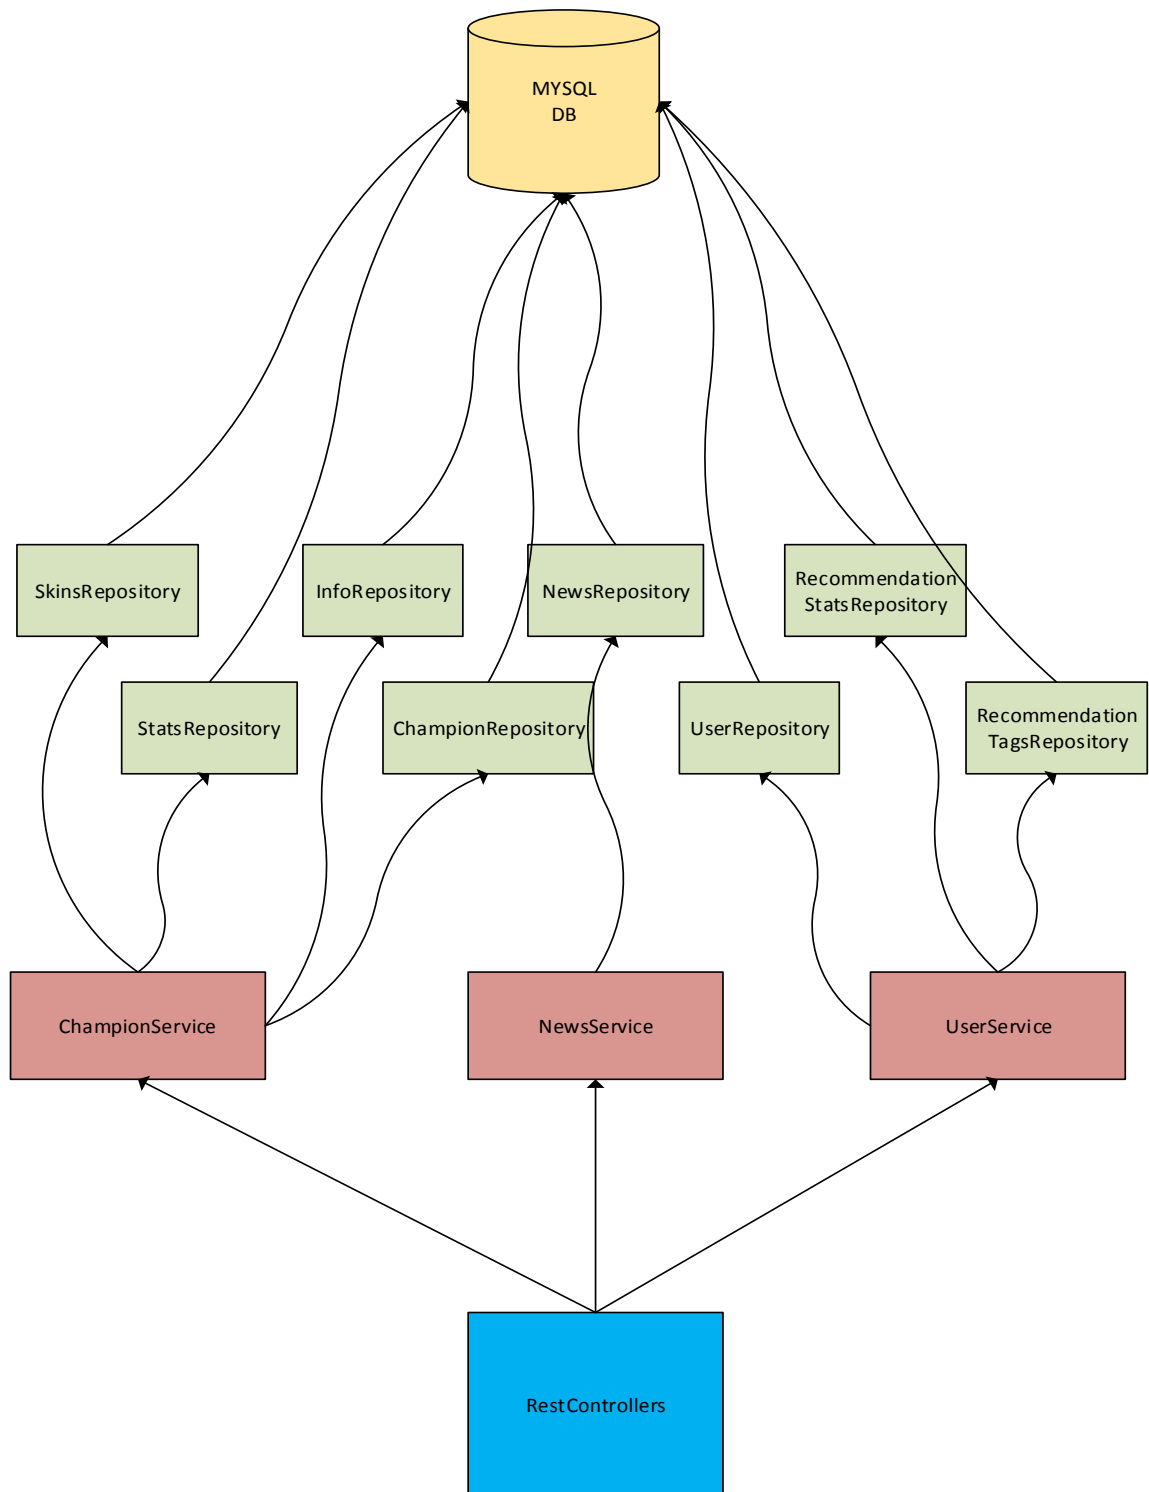 MYSQL
DB
SkinsRepository
InfoRepository
NewsRepository
Recommendation
StatsRepository
StatsRepository
ChampionRepository
UserRepository
Recommendation
TagsRepository
ChampionService
NewsService
UserService
RestControllers